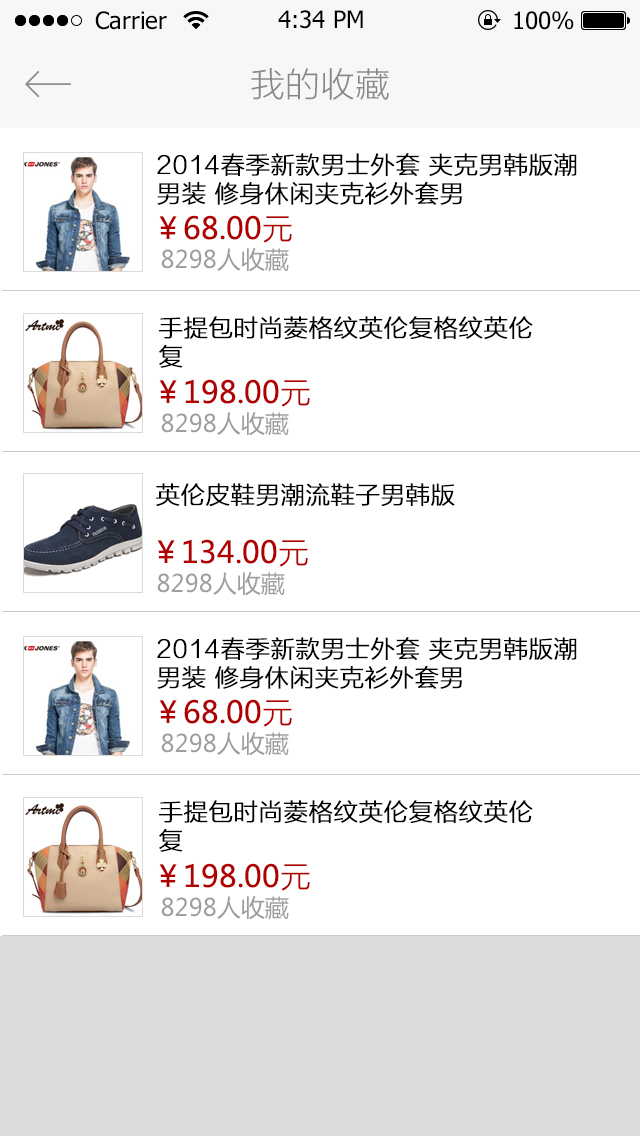 Carrier 4:34 PM 100%
我的收藏
JONES
2014春季新款男士外套 夹克男韩版潮
男装 修身休闲夹克衫外套男
￥68.00元
8298人收藏
Artmi
手提包时尚菱格纹英伦复格纹英伦
复
￥198.00元
8298人收藏
英伦皮鞋男潮流鞋子男韩版
￥134.00元
8298人收藏
JONES
2014春季新款男士外套 夹克男韩版潮
男装 修身休闲夹克衫外套男
￥68.00元
8298人收藏
Artmi
手提包时尚菱格纹英伦复格纹英伦
复
￥198.00元
8298人收藏